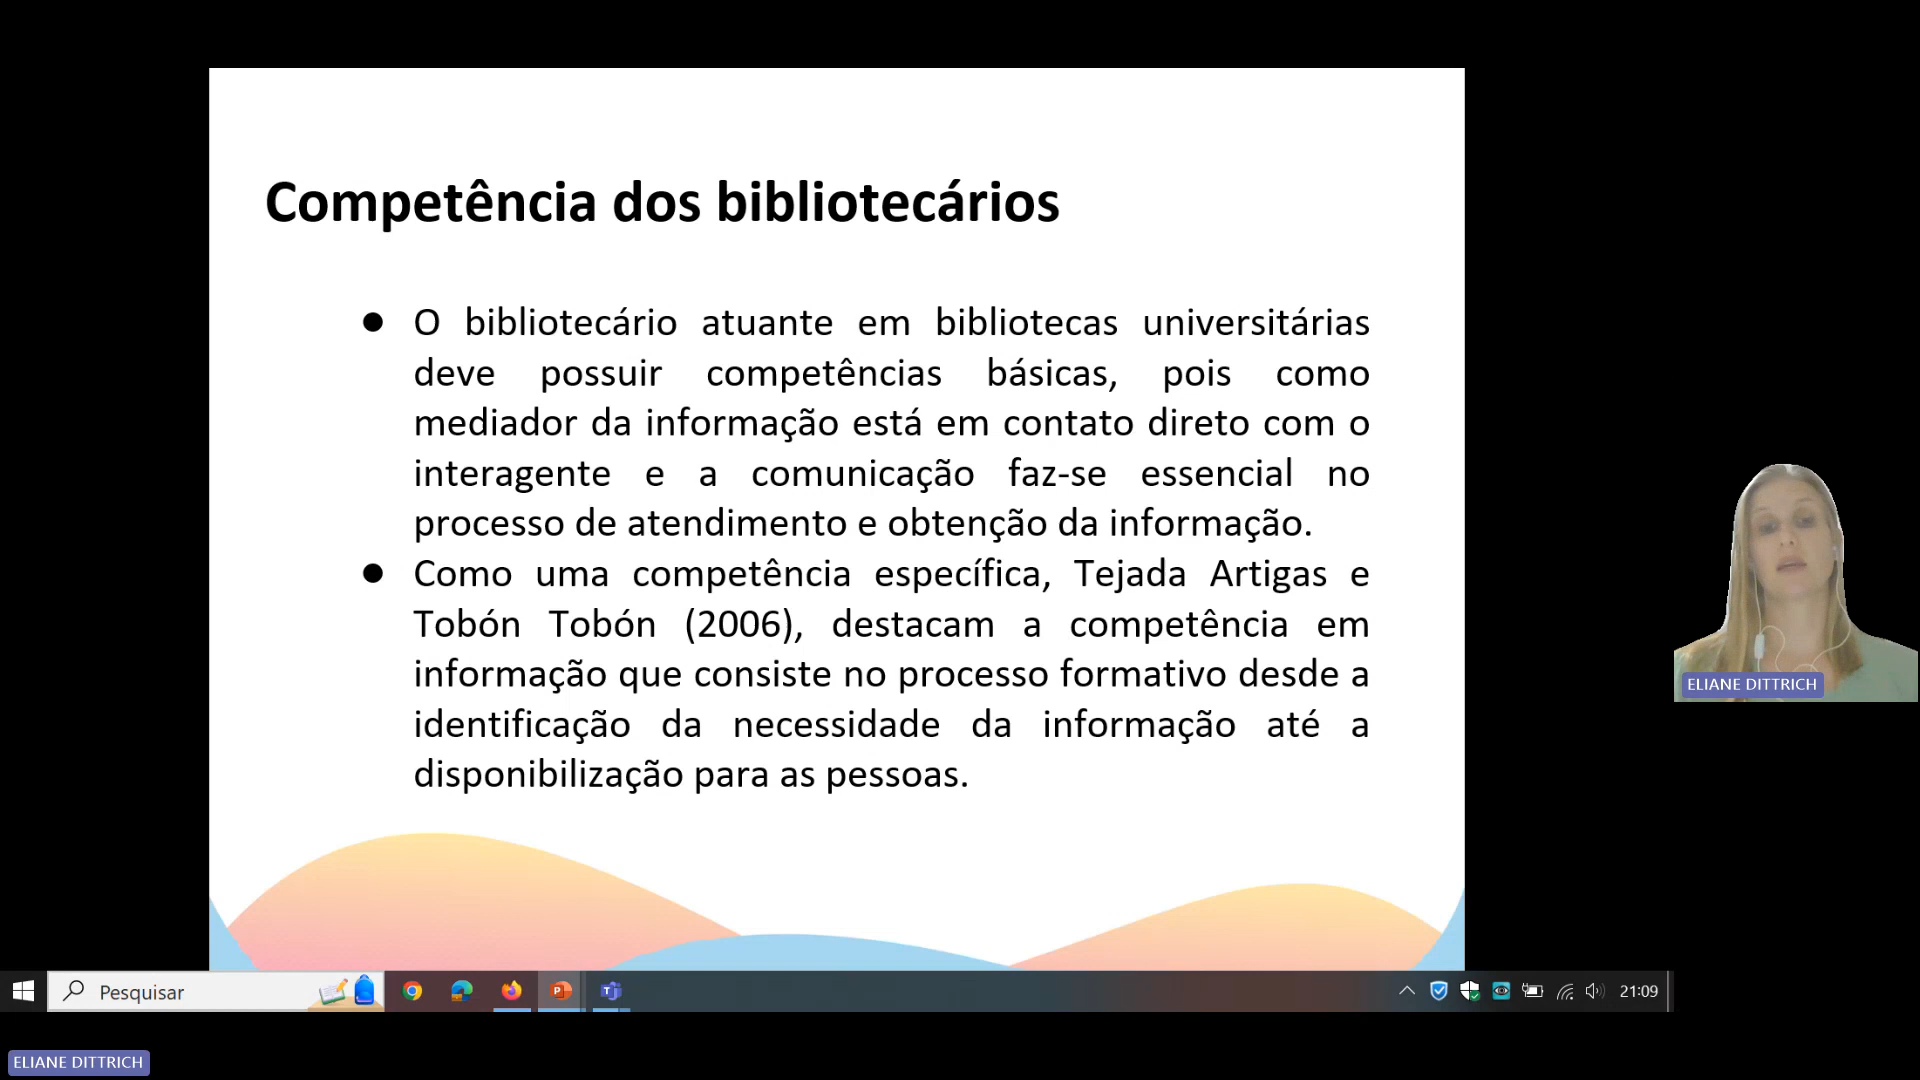 Competência dos bibliotecários
● O bibliotecário atuante em bibliotecas universitárias
deve possuir competências básicas, pois como
mediador da informação está em contato direto com o
interagente e a comunicação faz-se essencial no
processo de atendimento e obtenção da informação.
● Como uma competência específica, Tejada Artigas e
Tobón Tobón (2006), destacam a competência em
informação que consiste no processo formativo desde a
identificação da necessidade da informação até a
disponibilização para as pessoas.
ELIANE DITTRICH
Pesquisar
21:09
ELIANE DITTRICH